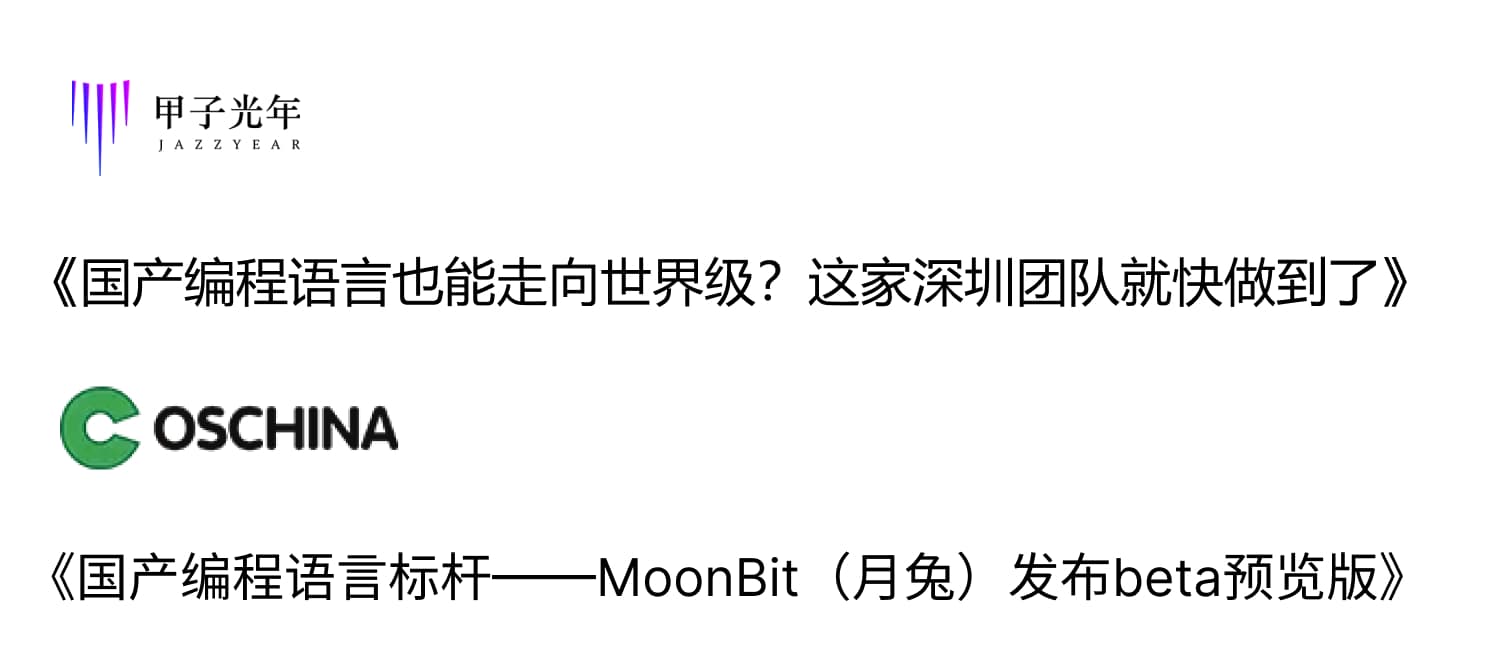 甲子光年
JAZZYEAR
《国产编程语言也能走向世界级？这家深圳团队就快做到了》
OSCHINA
《国产编程语言标杆——MoonBit（月兔）发布beta预览版》